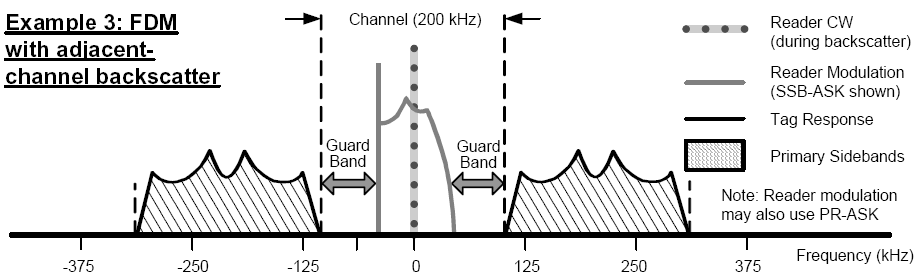 Example 3: FDM
with adjacent-
channel backscatter
Channel (200 kHz)
Guard
Band
Guard
Band
Reader CW
(during backscatter)
Reader Modulation
(SSB-ASK shown)
Tag Response
Primary Sidebands
Note: Reader modulation
may also use PR-ASK
-375
-250
-125
0
125
250
375
Frequency (kHz)